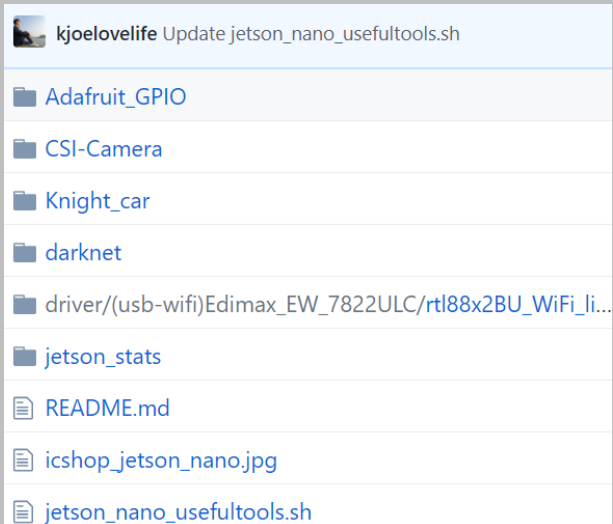 kjoelovelife Update jetson_nano_usefultools.sh
Adafruit_GPIO
CSI-Camera
Knight_car
darknet
driver/(usb-wifi)Edimax_EW_7822ULC/rtl88x2BU_WiFi_li...
jetson_stats
README.md
icshop_jetson_nano.jpg
jetson_nano_usefultools.sh